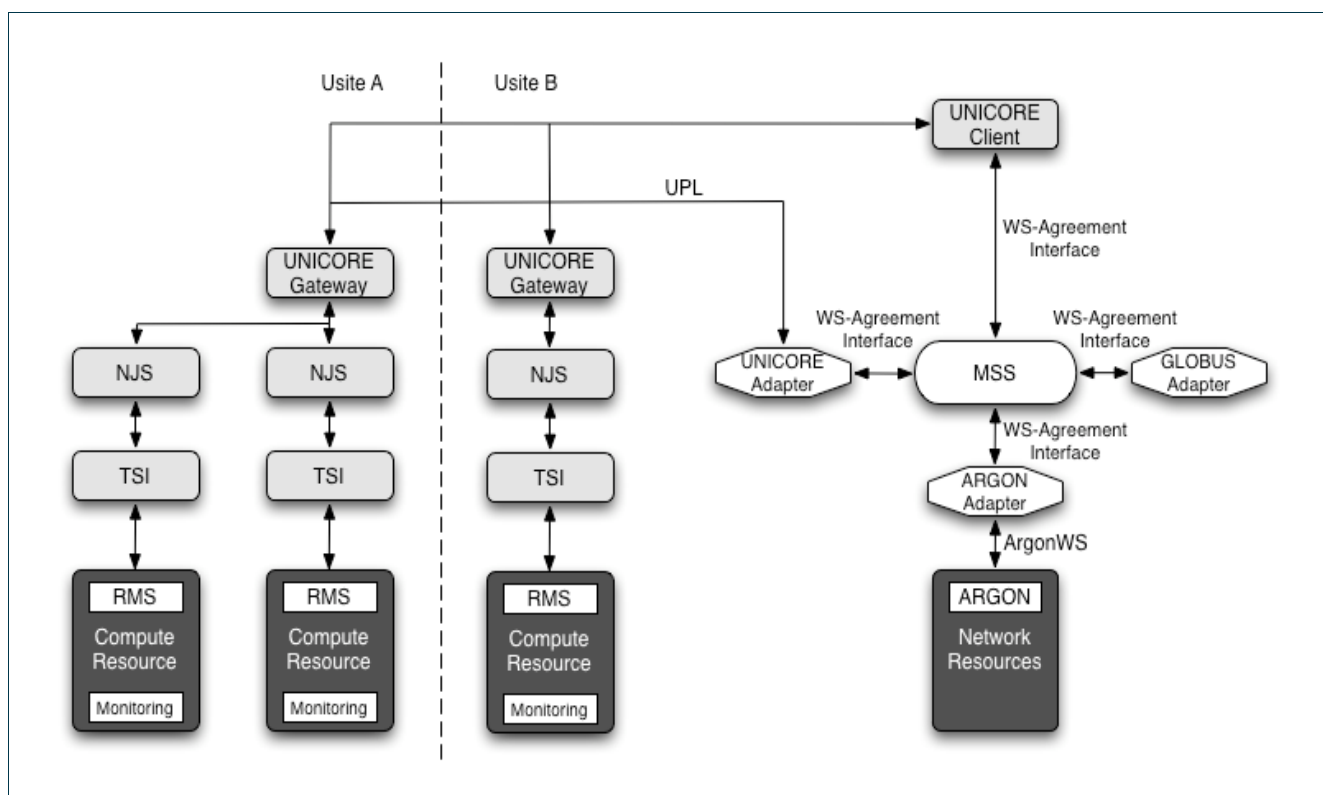 Usite A
Usite B
UNICORE
Client
UPL
WS-Agreement
Interface
UNICORE
Gateway
UNICORE
Gateway
WS-Agreement
Interface
WS-Agreement
Interface
NJS
NJS
NJS
UNICORE
Adapter
MSS
GLOBUS
Adapter
WS-Agreement
Interface
TSI
TSI
TSI
ARGON
Adapter
ArgonWS
RMS
Compute
Resource
Monitoring
RMS
Compute
Resource
Monitoring
RMS
Compute
Resource
Monitoring
ARGON
Network
Resources